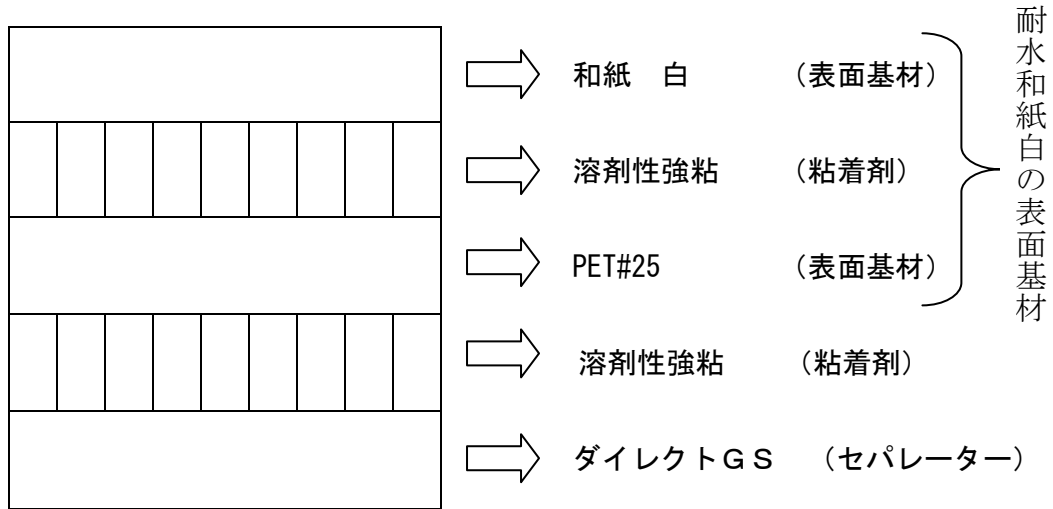 和紙　白　（表面基材）
溶剤性強粘　（粘着剤）
PET#25　（表面基材）
溶剤性強粘　（粘着剤）
ダイレクトＧＳ　（セパレーター）
耐水和紙白の表面基材